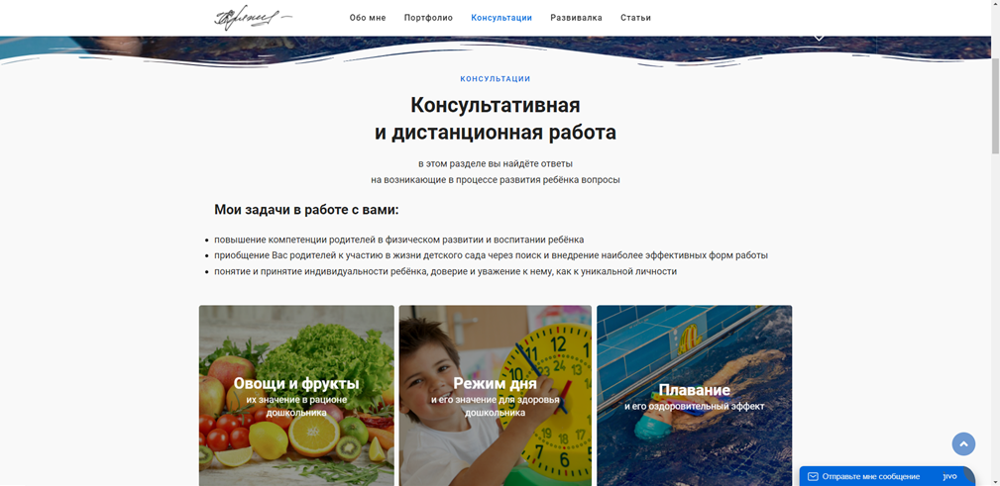 Обо мне Портфолио Консультации Развивалка Статьи
КОНСУЛЬТАЦИИ
Консультативная
и дистанционная работа
в этом разделе вы найдёте ответы
на возникающие в процессе развития ребёнка вопросы
Мои задачи в работе с вами:
повышение компетенции родителей в физическом развитии и воспитании ребёнка
приобщение Вас родителей к участию в жизни детского сада через поиск и внедрение наиболее эффективных форм работы
понятие и принятие индивидуальности ребёнка, доверие и уважение к нему, как к уникальной личности
Овощи и фрукты
их значение в рационе
дошкольника
Режим дня
и его значение для здоровья
дошкольника
Плавание
и его оздоровительный эффект
Отправьте мне сообщение jivo